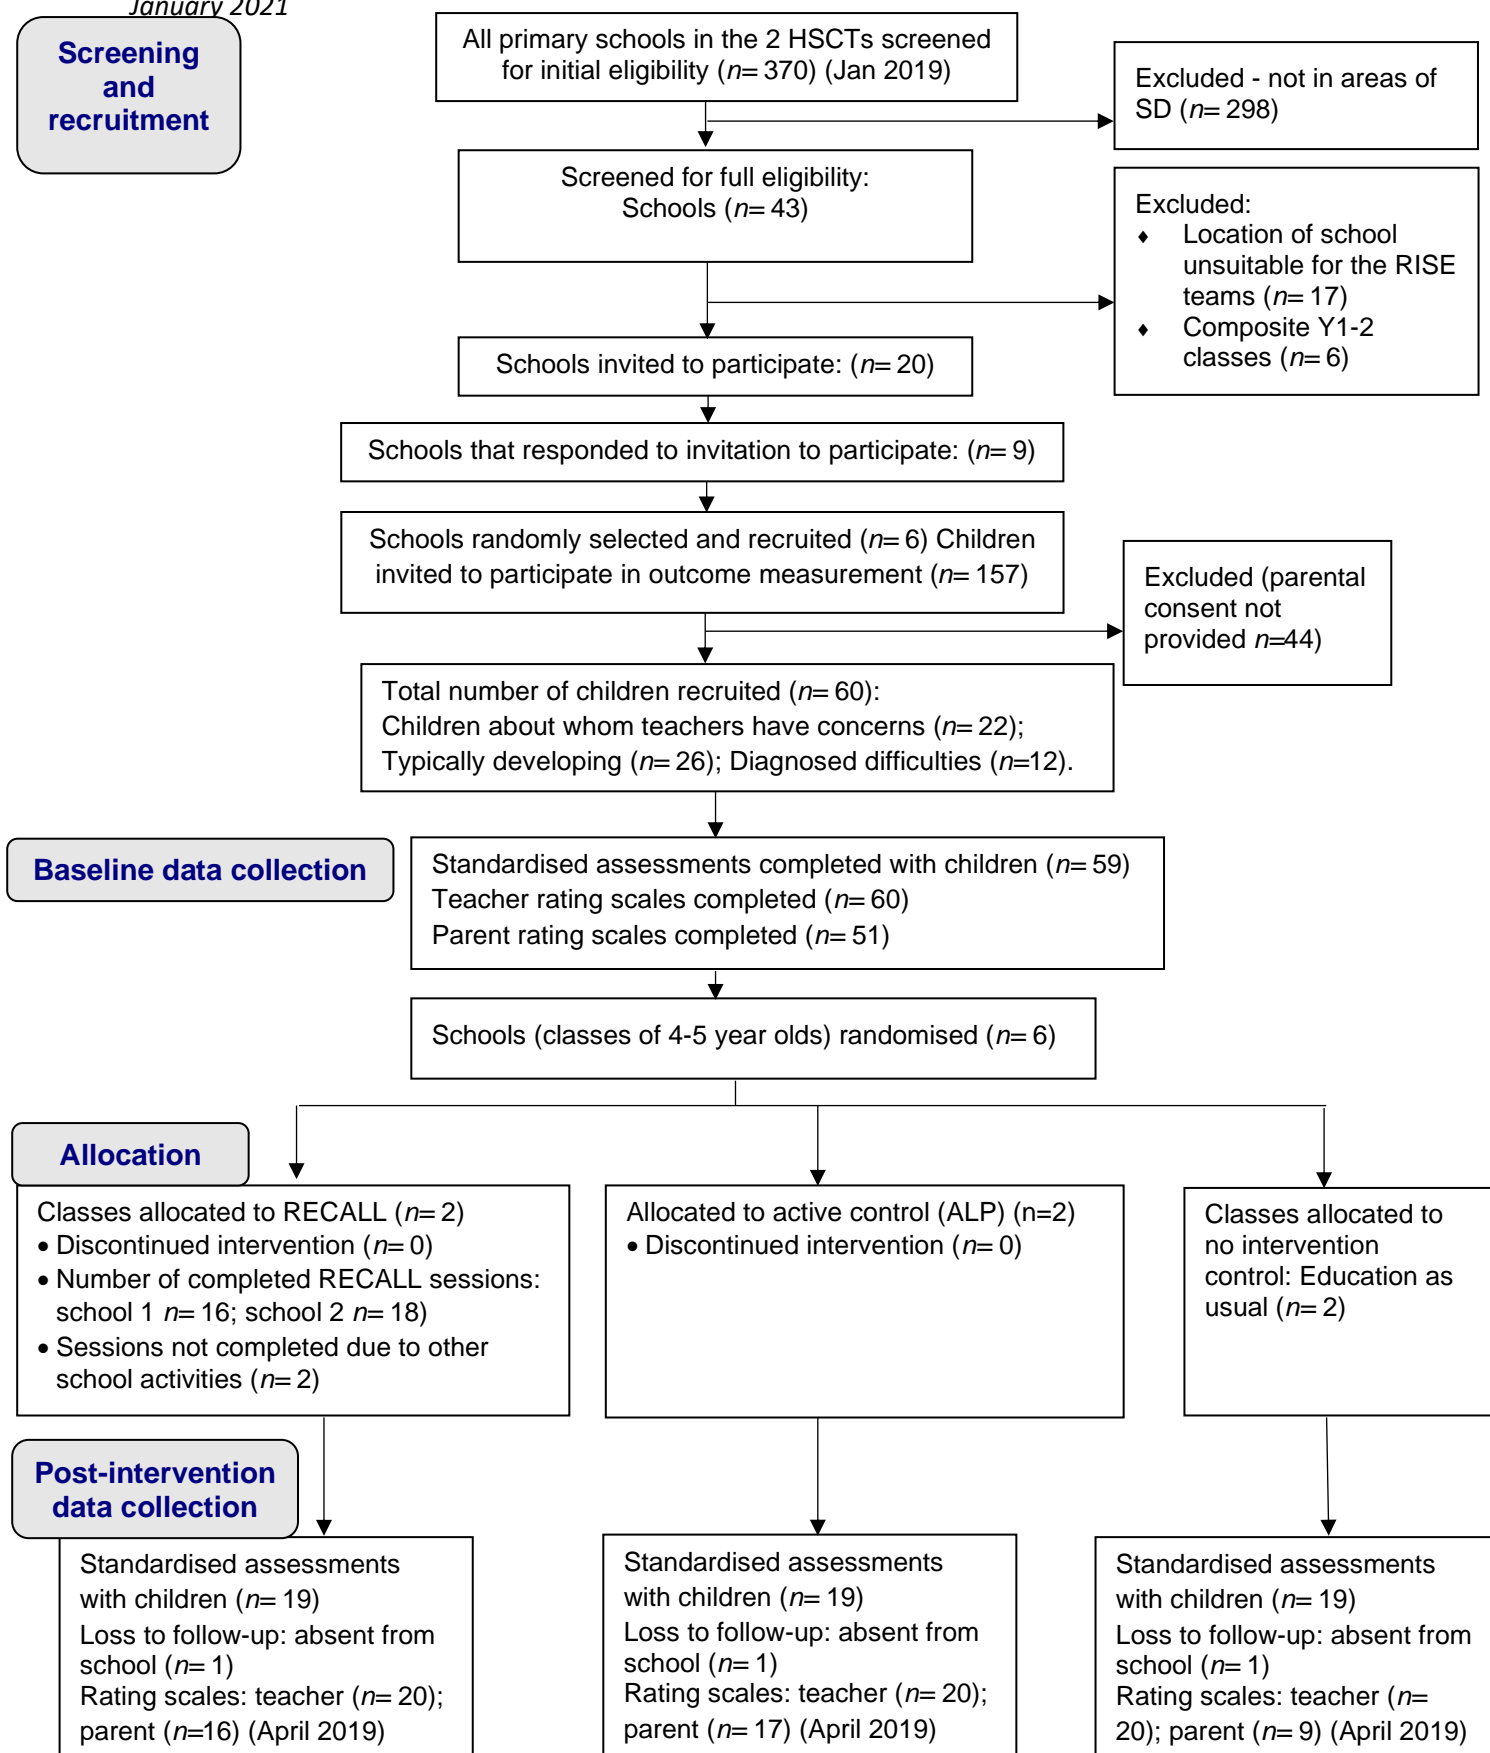 January 2021
Screening
and
recruitment
All primary schools in the 2 HSCTs screened
for initial eligibility (n= 370) (Jan 2019)
Excluded - not in areas of
SD (n= 298)
Screened for full eligibility:
Schools (n= 43)
Excluded:
♦ Location of school
unsuitable for the RISE
teams (n= 17)
♦ Composite Y1-2
classes (n= 6)
Schools invited to participate: (n= 20)
Schools that responded to invitation to participate: (n= 9)
Schools randomly selected and recruited (n= 6) Children
invited to participate in outcome measurement (n= 157)
Excluded (parental
consent not
provided n=44)
Total number of children recruited (n= 60):
Children about whom teachers have concerns (n= 22);
Typically developing (n= 26); Diagnosed difficulties (n=12).
Baseline data collection
Standardised assessments completed with children (n= 59)
Teacher rating scales completed (n= 60)
Parent rating scales completed (n= 51)
Schools (classes of 4-5 year olds) randomised (n= 6)
Allocation
Classes allocated to RECALL (n= 2)
• Discontinued intervention (n= 0)
• Number of completed RECALL sessions:
school 1 n= 16; school 2 n= 18)
• Sessions not completed due to other
school activities (n= 2)
Allocated to active control (ALP) (n=2)
• Discontinued intervention (n= 0)
Classes allocated to
no intervention
control: Education as
usual (n= 2)
Post-intervention
data collection
Standardised assessments
with children (n= 19)
Loss to follow-up: absent from
school (n= 1)
Rating scales: teacher (n= 20);
parent (n=16) (April 2019)
Standardised assessments
with children (n= 19)
Loss to follow-up: absent from
school (n= 1)
Rating scales: teacher (n= 20);
parent (n= 17) (April 2019)
Standardised assessments
with children (n= 19)
Loss to follow-up: absent from
school (n= 1)
Rating scales: teacher (n=
20); parent (n= 9) (April 2019)